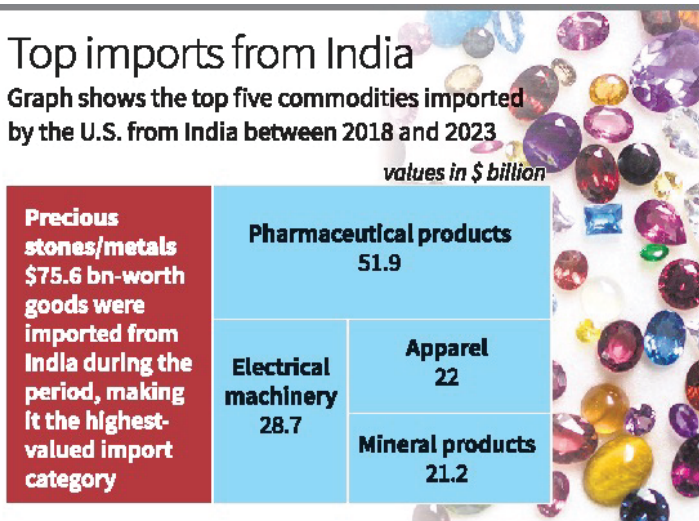 Top imports from India
Graph shows the top five commodities imported
by the U.S. from India between 2018 and 2023
values in $ billion
Precious
stones/metals
$75.6 bn-worth
goods were
imported from
India during the
period, making
it the highest-
valued import
category
Pharmaceutical products
51.9
Electrical
machinery
28.7
Apparel
22
Mineral products
21.2